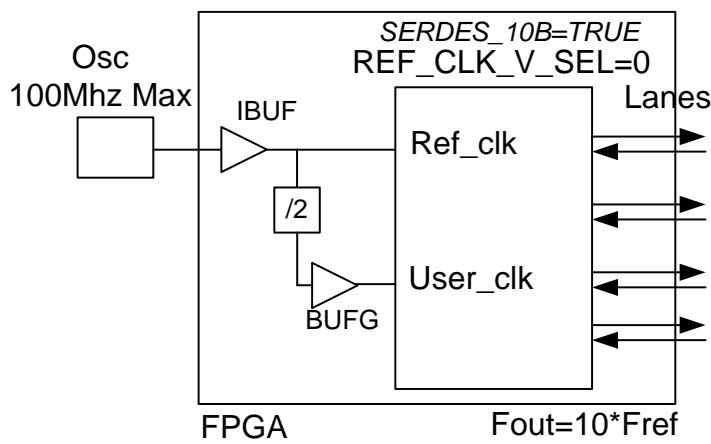 SERDES_10B=TRUE
Osc
REF_CLK_V_SEL=0
100Mhz Max
IBUF
Lanes
Ref_clk
/2
User_clk
BUFG
FPGA
Fout=10*Fref